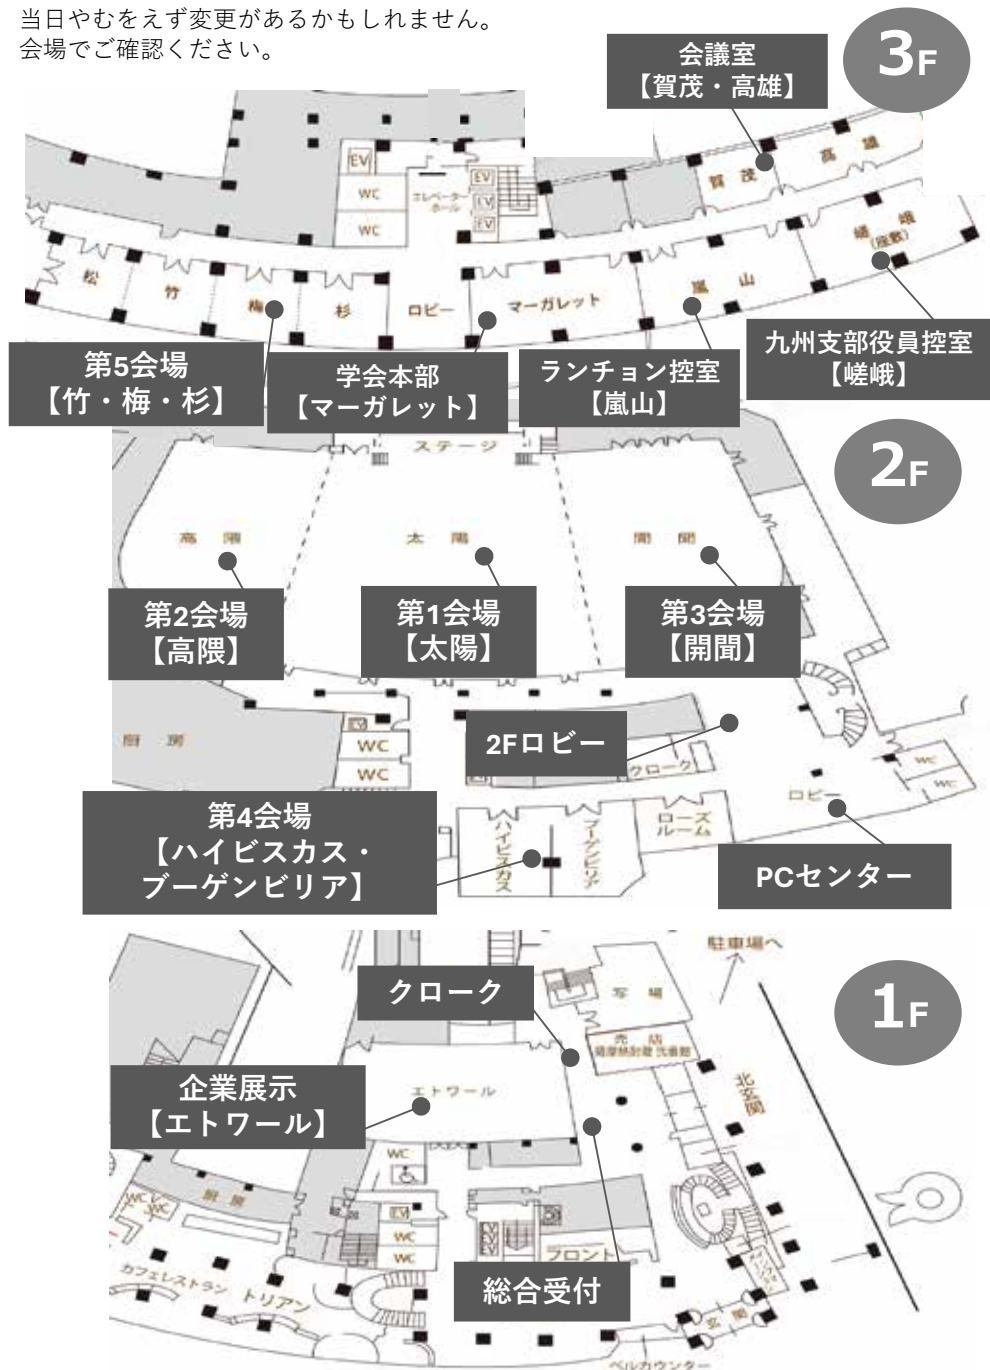 当日やむをえず変更があるかもしれません。
会場でご確認ください。
3F
会議室
【賀茂・高雄】
EV
WC
WC
エレベーター
ホール
EV
EV
EV
賀茂
高雄
嵯峨
(座敷)
松
竹
梅
杉
ロビー
マーガレット
嵐山
第5会場
【竹・梅・杉】
学会本部
【マーガレット】
ランチョン控室
【嵐山】
九州支部役員控室
【嵯峨】
2F
ステージ
高隈
太陽
開聞
第2会場
【高隈】
第1会場
【太陽】
第3会場
【開聞】
厨房
EV
WC
WC
2Fロビー
クローク
ロビー
WC
WC
第4会場
【ハイビスカス・
ブーゲンビリア】
ハイビスカス
ブーゲンビリア
ローズ
ルーム
PCセンター
1F
駐車場へ
クローク
写場
売店
企業展示
【エトワール】
エトワール
北玄関
WC
厨房
WC
WC
EV
WC
WC
EV
EV
EV
フロント
カフェレストラン トリアン
総合受付
玄関
ベルカウンター